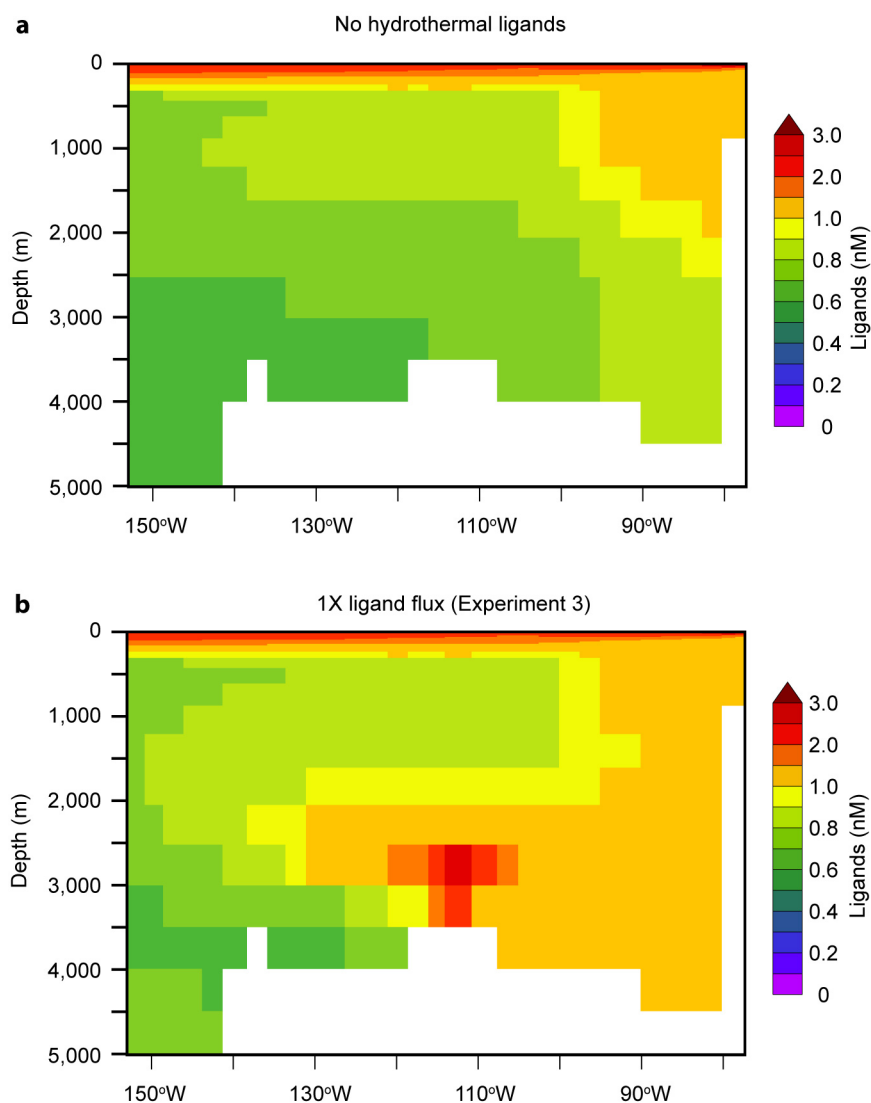 a
No hydrothermal ligands
0
1,000
2,000
3,000
4,000
5,000
Depth (m)
150°W
130°W
110°W
90°W
3.0
2.0
1.0
0.8
0.6
0.4
0.2
0
Ligands (nM)
b
1X ligand flux (Experiment 3)
0
1,000
2,000
3,000
4,000
5,000
Depth (m)
150°W
130°W
110°W
90°W
3.0
2.0
1.0
0.8
0.6
0.4
0.2
0
Ligands (nM)